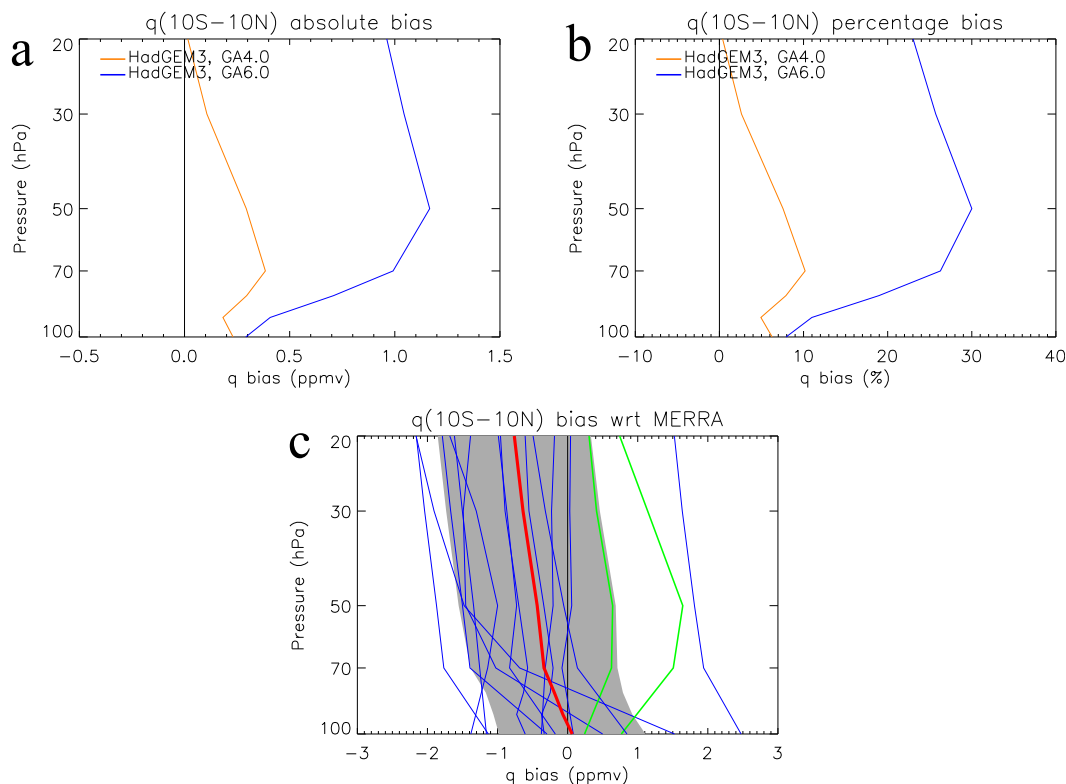 a
q(10S-10N) absolute bias
HadGEM3, GA4.0
HadGEM3, GA6.0
Pressure (hPa)
20
30
50
70
100
-0.5 0.0 0.5 1.0 1.5
q bias (ppmv)
b
q(10S-10N) percentage bias
HadGEM3, GA4.0
HadGEM3, GA6.0
Pressure (hPa)
20
30
50
70
100
-10 0 10 20 30 40
q bias (%)
c
q(10S-10N) bias wrt MERRA
Pressure (hPa)
20
30
50
70
100
-3 -2 -1 0 1 2 3
q bias (ppmv)